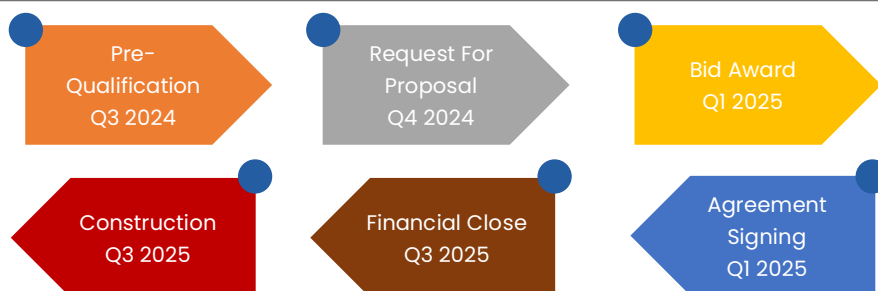 Pre-
Qualification
Q3 2024
Request For
Proposal
Q4 2024
Bid Award
Q1 2025
Construction
Q3 2025
Financial Close
Q3 2025
Agreement
Signing
Q1 2025